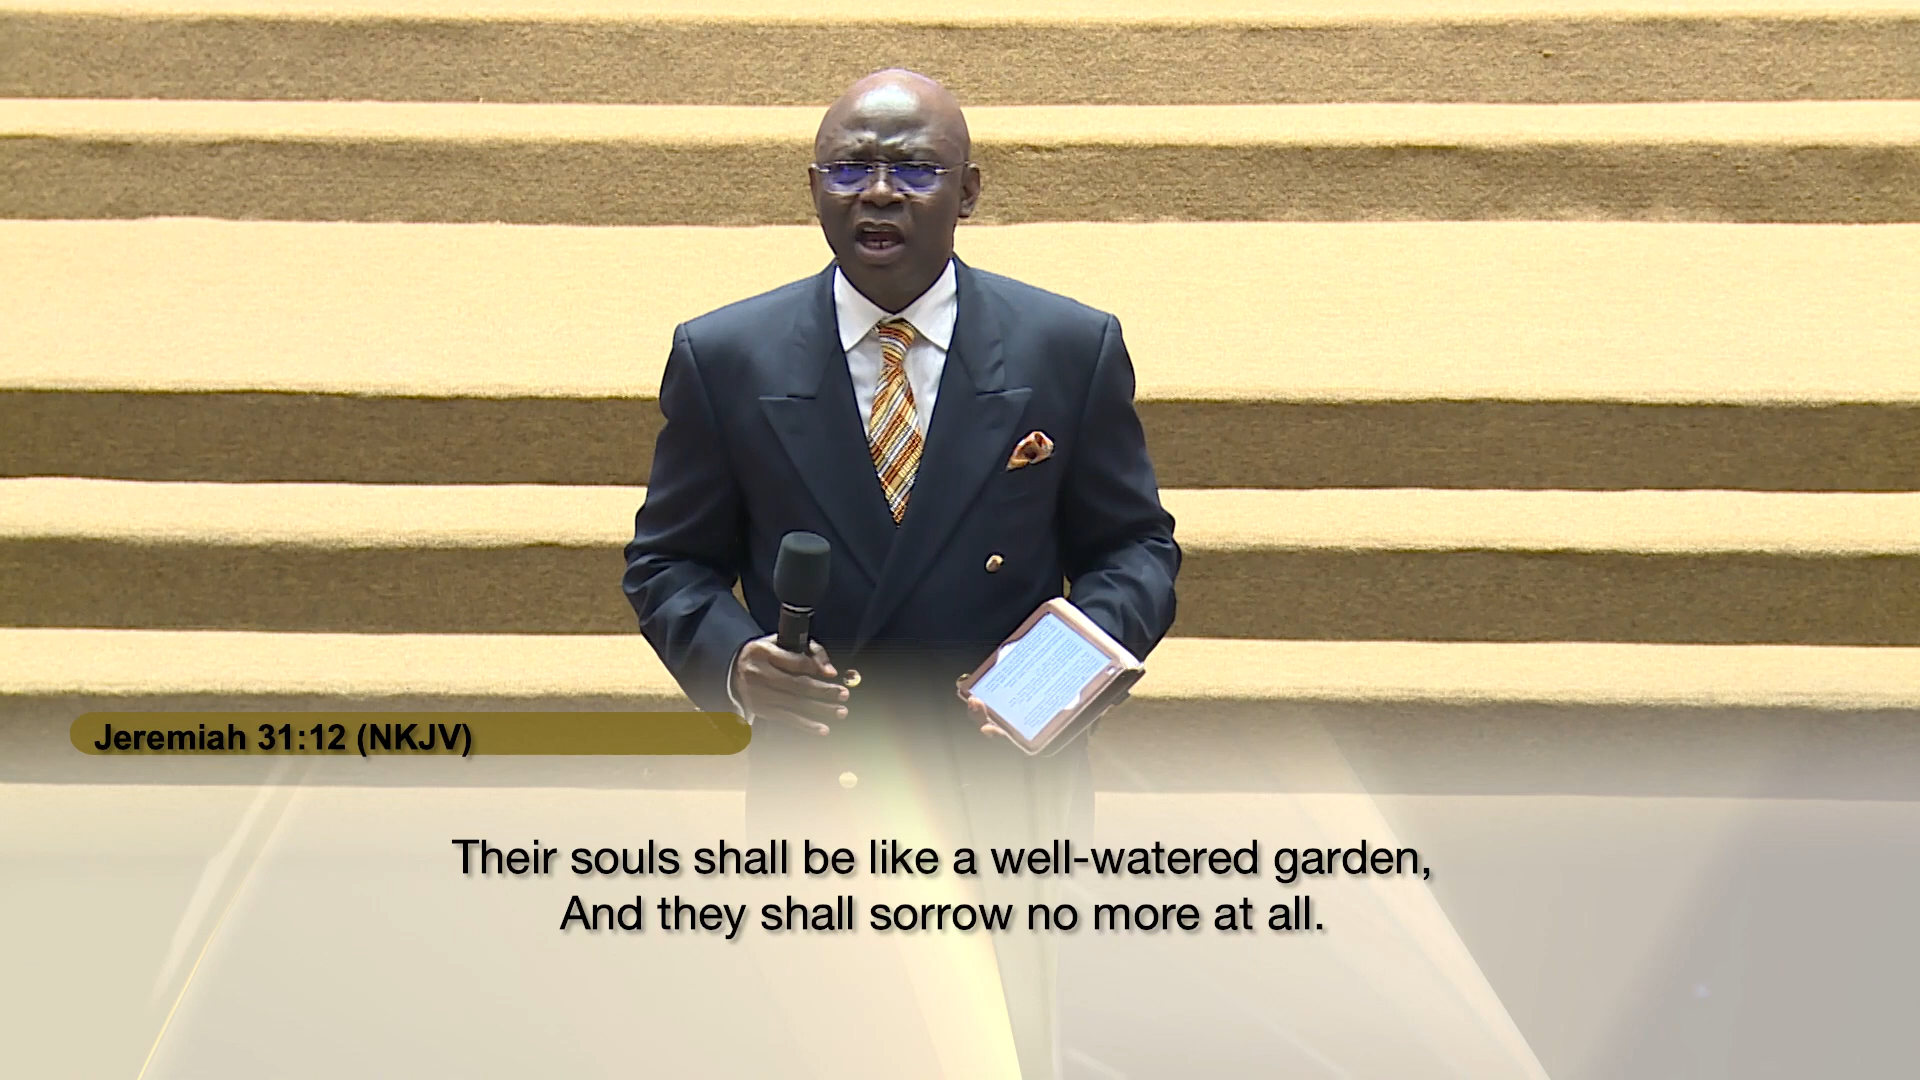 Jeremiah 31:12 (NKJV)
Their souls shall be like a well-watered garden,
And they shall sorrow no more at all.